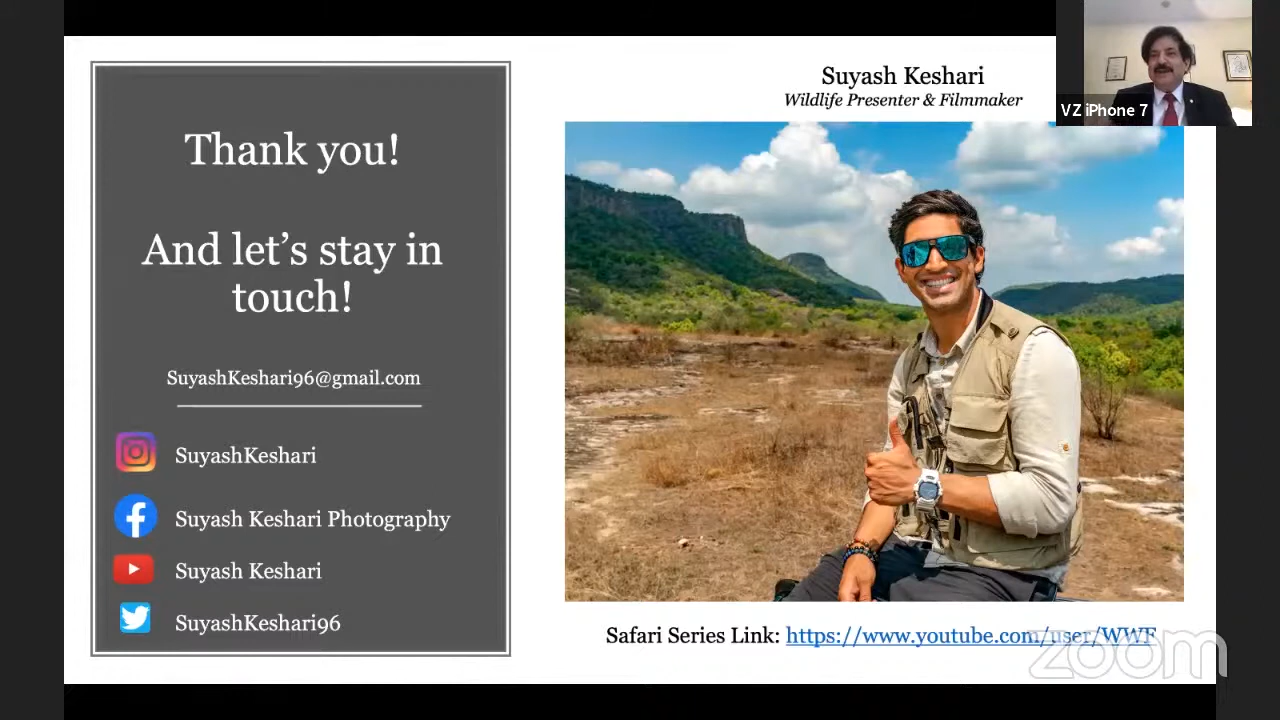 Thank you!
And let's stay in
touch!
SuyashKeshari96@gmail.com
SuyashKeshari
Suyash Keshari Photography
Suyash Keshari
SuyashKeshari96
Suyash Keshari
Wildlife Presenter & Filmmaker
VZ iPhone 7
Safari Series Link: https://www.youtube.com/user/WWF
zoom